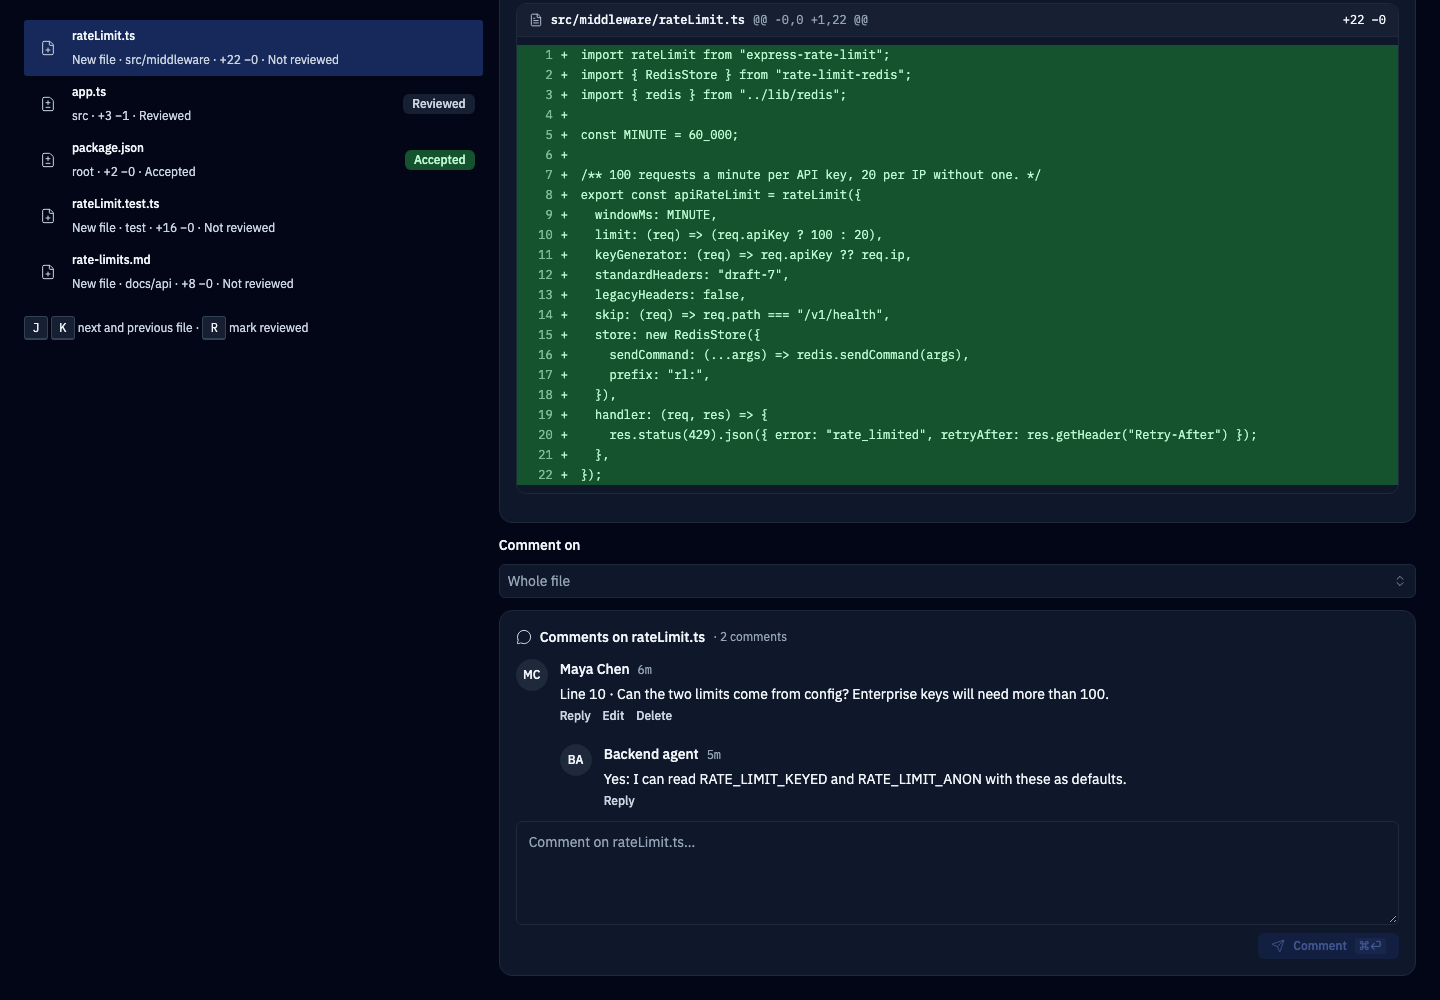 rateLimit.ts
New file · src/middleware · +22 −0 · Not reviewed
app.ts
src · +3 −1 · Reviewed
Reviewed
package.json
root · +2 −0 · Accepted
Accepted
rateLimit.test.ts
New file · test · +16 −0 · Not reviewed
rate-limits.md
New file · docs/api · +8 −0 · Not reviewed
J K next and previous file · R mark reviewed
src/middleware/rateLimit.ts @@ -0,0 +1,22 @@ +22 −0
1 + import rateLimit from "express-rate-limit";
2 + import { RedisStore } from "rate-limit-redis";
3 + import { redis } from "../lib/redis";
4 +
5 + const MINUTE = 60_000;
6 +
7 + /** 100 requests a minute per API key, 20 per IP without one. */
8 + export const apiRateLimit = rateLimit({
9 + windowMs: MINUTE,
10 + limit: (req) => (req.apiKey ? 100 : 20),
11 + keyGenerator: (req) => req.apiKey ?? req.ip,
12 + standardHeaders: "draft-7",
13 + legacyHeaders: false,
14 + skip: (req) => req.path === "/v1/health",
15 + store: new RedisStore({
16 + sendCommand: (...args) => redis.sendCommand(args),
17 + prefix: "rl:",
18 + }),
19 + handler: (req, res) => {
20 + res.status(429).json({ error: "rate_limited", retryAfter: res.getHeader("Retry-After") });
21 + },
22 + });
Comment on
Whole file
Comments on rateLimit.ts · 2 comments
MC Maya Chen 6m
Line 10 · Can the two limits come from config? Enterprise keys will need more than 100.
Reply Edit Delete
BA Backend agent 5m
Yes: I can read RATE_LIMIT_KEYED and RATE_LIMIT_ANON with these as defaults.
Reply
Comment on rateLimit.ts...
Comment ⌘⏎